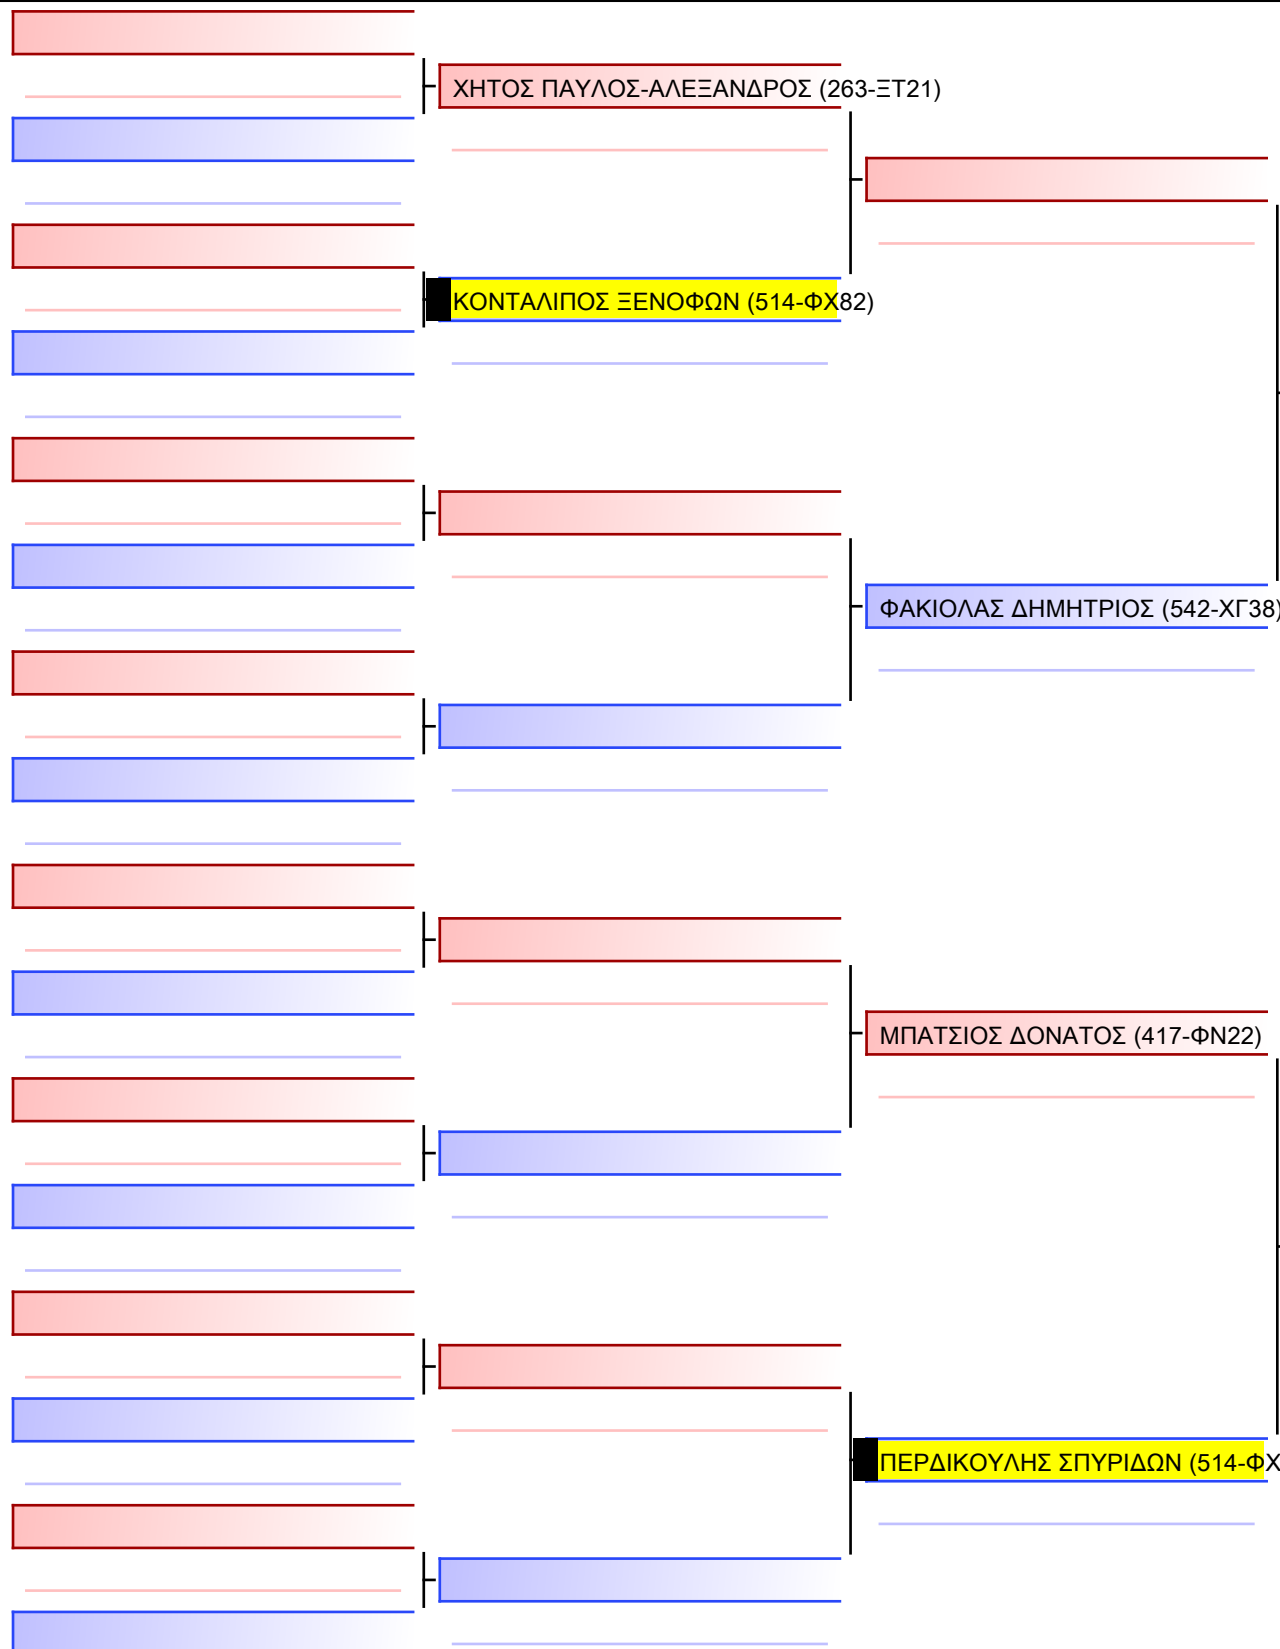 ΧΗΤΟΣ ΠΑΥΛΟΣ-ΑΛΕΞΑΝΔΡΟΣ (263-ΞΤ21)
ΚΟΝΤΑΛΙΠΟΣ ΞΕΝΟΦΩΝ (514-ΦΧ82)
ΦΑΚΙΟΛΑΣ ΔΗΜΗΤΡΙΟΣ (542-ΧΓ38)
ΜΠΑΤΣΙΟΣ ΔΟΝΑΤΟΣ (417-ΦΝ22)
ΠΕΡΔΙΚΟΥΛΗΣ ΣΠΥΡΙΔΩΝ (514-ΦΧ